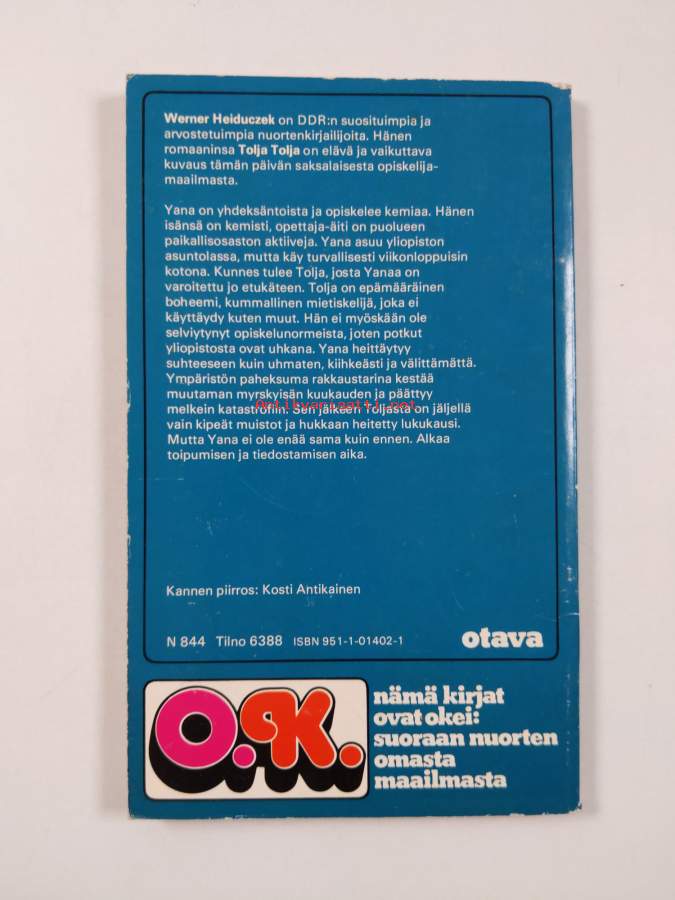 Werner Heiduczek on DDR:n suosituimpia ja
arvostetuimpia nuortenkirjailijoita. Hänen
romaaninsa Tolja Tolja on elävä ja vaikuttava
kuvaus tämän päivän saksalaisesta opiskelija-
maailmasta.
Yana on yhdeksäntoista ja opiskelee kemiaa. Hänen
isänsä on kemisti, opettaja-äiti on puolueen
paikallisosaston aktiiveja. Yana asuu yliopiston
asuntolassa, mutta käy turvallisesti viikonloppuisin
kotona. Kunnes tulee Tolja, josta Yanaa on
varoitettu jo etukäteen. Tolja on epämääräinen
boheemi, kummallinen mietiskelijä, joka ei
käyttäydy kuten muut. Hän ei myöskään ole
selviytynyt opiskelunormeista, joten potkut
yliopistosta ovat uhkana. Yana heittäytyy
suhteeseen kuin uhmaten, kiihkeästi ja välittämättä.
Ympäristön paheksuma rakkaustarina kestää
muutaman myrskyisän kuukauden ja päättyy
Antikvariaatti.net
melkein katastrofiin. Sen jälkeen Toljasta on jäljellä
vain kipeät muistot ja hukkaan heitetty lukukausi.
Mutta Yana ei ole enää sama kuin ennen. Alkaa
toipumisen ja tiedostamisen aika.
Kannen piirros: Kosti Antikainen
N 844 Tilno 6388 ISBN 951-1-01402-1 otava
O.K.
nämä kirjat
ovat okei:
suoraan nuorten
omasta
maailmasta